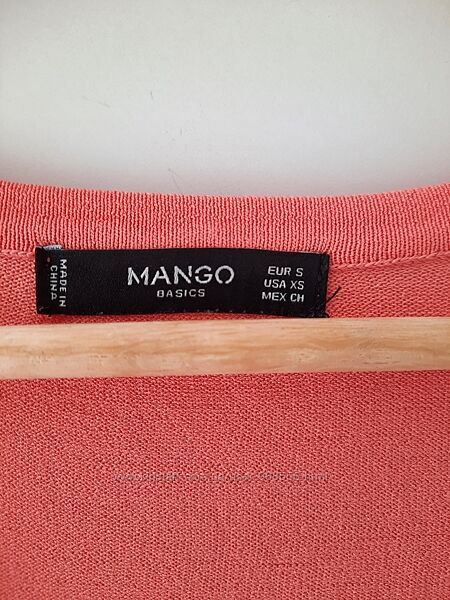 MADE IN
CHINA
MANGO
BASICS
EUR S
USA XS
MEX CH